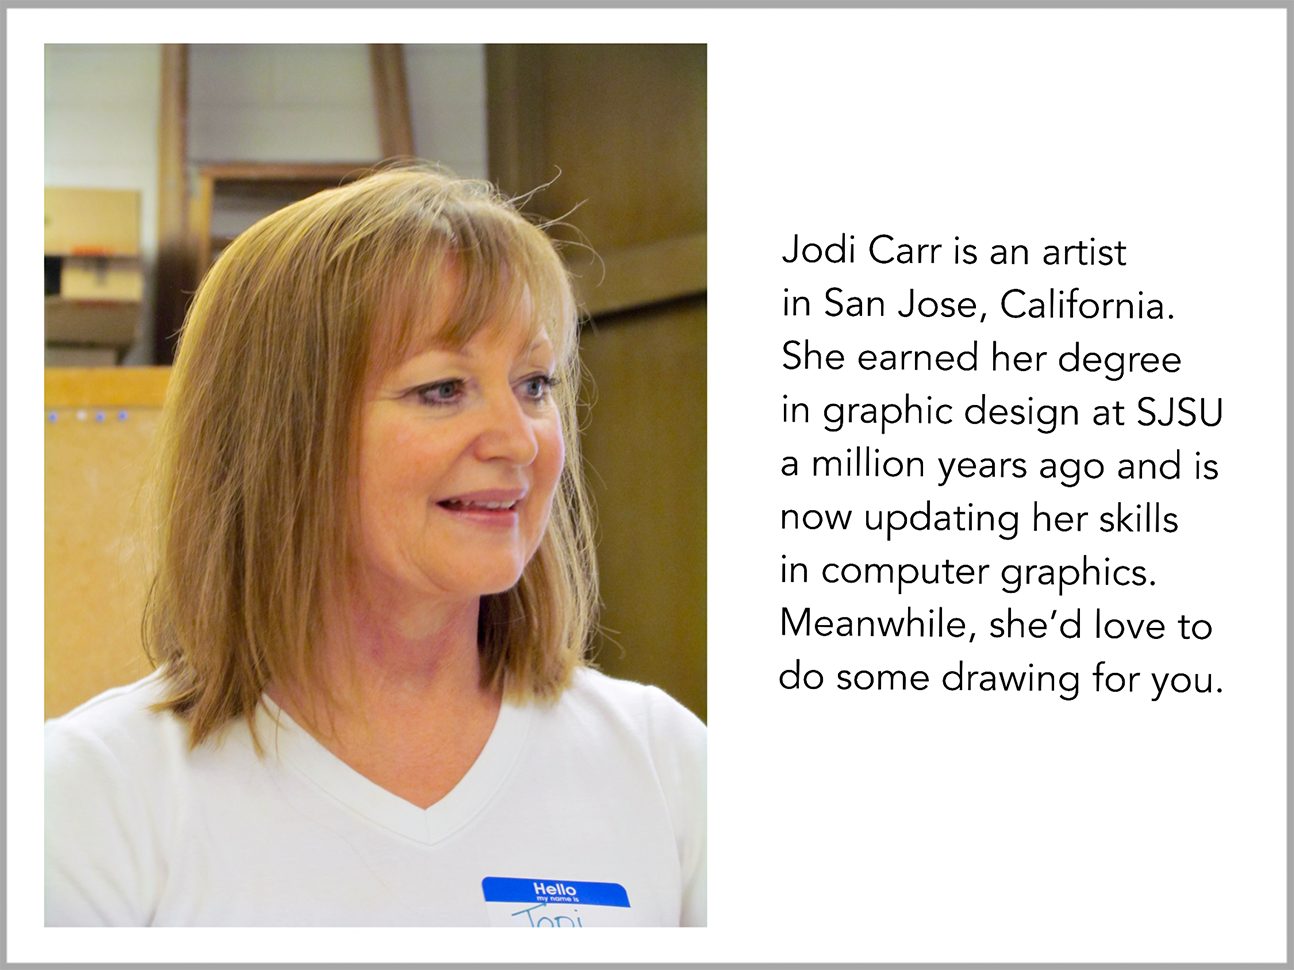 Jodi Carr is an artist
in San Jose, California.
She earned her degree
in graphic design at SJSU
a million years ago and is
now updating her skills
in computer graphics.
Meanwhile, she’d love to
do some drawing for you.
Hello
my name is